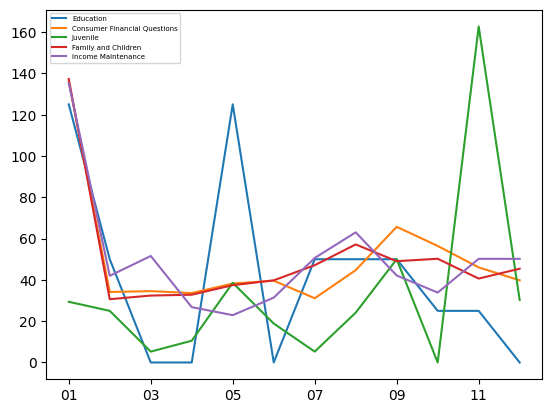 Education
Consumer Financial Questions
Juvenile
Family and Children
Income Maintenance
160
140
120
100
80
60
40
20
0
01 03 05 07 09 11